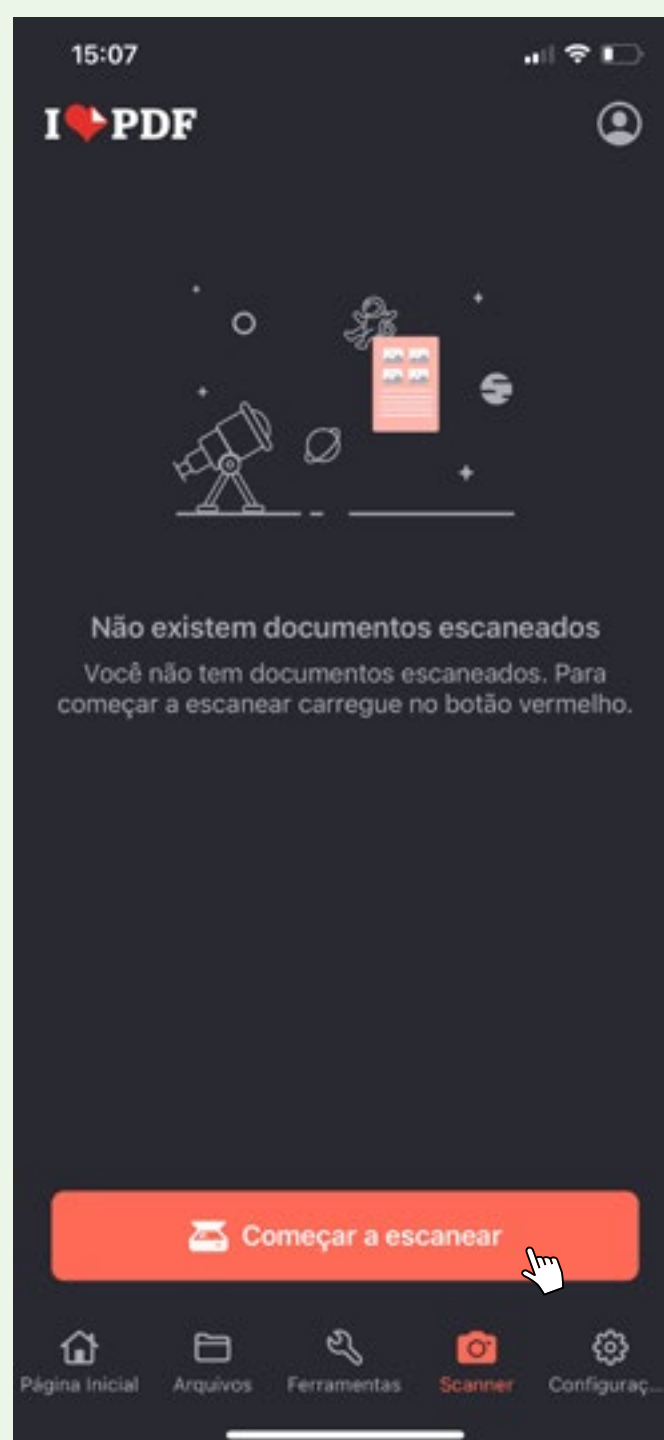 15:07
I PDF
Não existem documentos escaneados
Você não tem documentos escaneados. Para
começar a escanear carregue no botão vermelho.
Começar a escanear
Página Inicial Arquivos Ferramentas Scanner Configuraç...